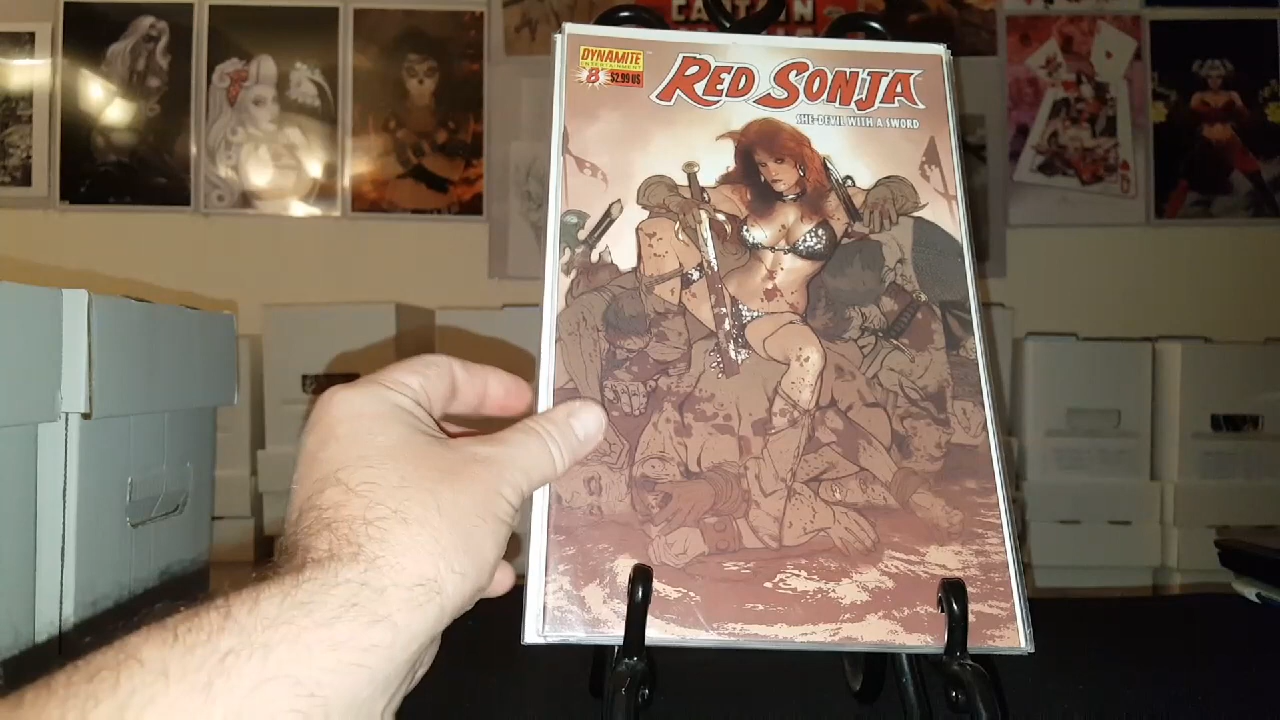 CAPTAIN
DYNAMITE
ENTERTAINMENT
8
$2.99 US
RED SONJA
SHE-DEVIL WITH A SWORD